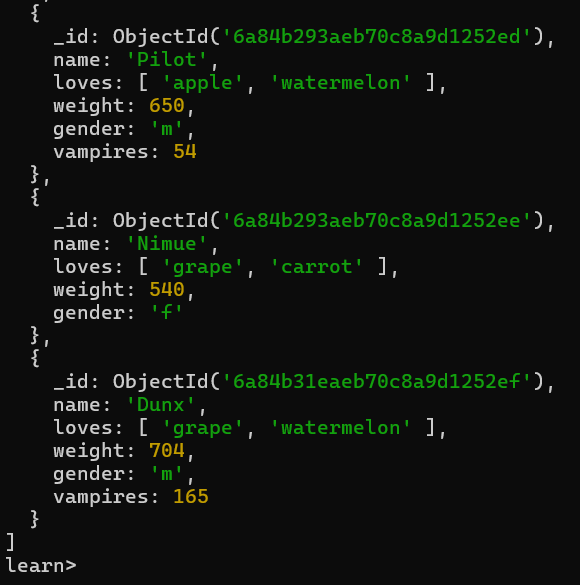 {
_id: ObjectId('6a84b293aeb70c8a9d1252ed'),
name: 'Pilot',
loves: [ 'apple', 'watermelon' ],
weight: 650,
gender: 'm',
vampires: 54
},
{
_id: ObjectId('6a84b293aeb70c8a9d1252ee'),
name: 'Nimue',
loves: [ 'grape', 'carrot' ],
weight: 540,
gender: 'f'
},
{
_id: ObjectId('6a84b31eaeb70c8a9d1252ef'),
name: 'Dunx',
loves: [ 'grape', 'watermelon' ],
weight: 704,
gender: 'm',
vampires: 165
}
]
learn>